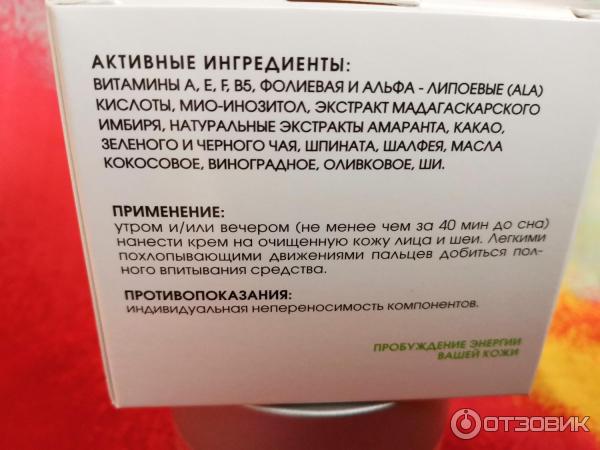 АКТИВНЫЕ ИНГРЕДИЕНТЫ:
ВИТАМИНЫ А, Е, F, B5, ФОЛИЕВАЯ И АЛЬФА - ЛИПОЕВЫЕ (ALA)
КИСЛОТЫ, МИО-ИНОЗИТОЛ, ЭКСТРАКТ МАДАГАСКАРСКОГО
ИМБИРЯ, НАТУРАЛЬНЫЕ ЭКСТРАКТЫ АМАРАНТА, КАКАО,
ЗЕЛЕНОГО И ЧЕРНОГО ЧАЯ, ШПИНАТА, ШАЛФЕЯ, МАСЛА
КОКОСОВОЕ, ВИНОГРАДНОЕ, ОЛИВКОВОЕ, ШИ.
ПРИМЕНЕНИЕ:
утром и/или вечером (не менее чем за 40 мин до сна)
нанести крем на очищенную кожу лица и шеи. Легкими
похлопывающими движениями пальцев добиться пол-
ного впитывания средства.
ПРОТИВОПОКАЗАНИЯ:
индивидуальная непереносимость компонентов.
ПРОБУЖДЕНИЕ ЭНЕРГИИ
ВАШЕЙ КОЖИ
ОТЗОВИК